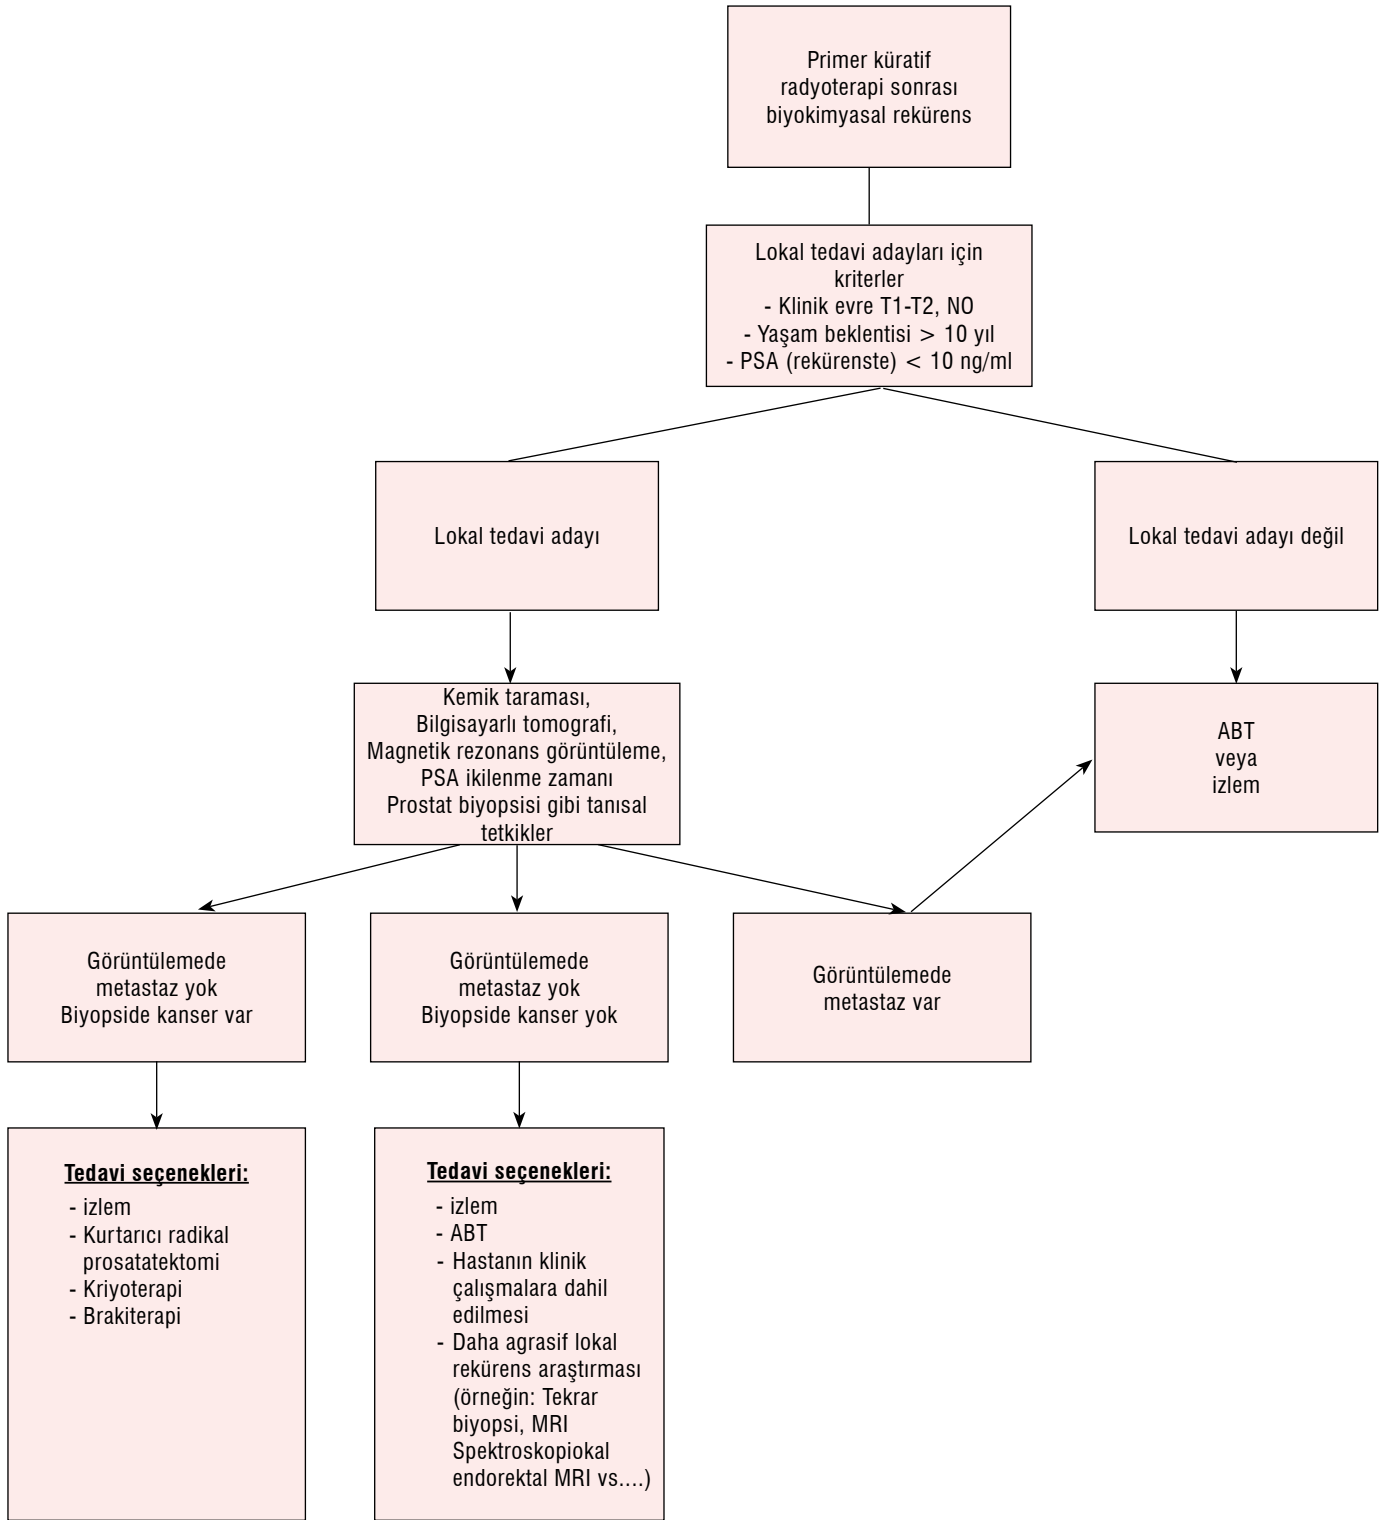 Primer küratif
radyoterapi sonrası
biyokimyasal rekürens
Lokal tedavi adayları için
kriterler
- Klinik evre T1-T2, NO
- Yaşam beklentisi > 10 yıl
- PSA (rekürenste) < 10 ng/ml
Lokal tedavi adayı
Lokal tedavi adayı değil
Kemik taraması,
Bilgisayarlı tomografi,
Magnetik rezonans görüntüleme,
PSA ikilenme zamanı
Prostat biyopsisi gibi tanısal
tetkikler
ABT
veya
izlem
Görüntülemede
metastaz yok
Biyopside kanser var
Görüntülemede
metastaz yok
Biyopside kanser yok
Görüntülemede
metastaz var
Tedavi seçenekleri:
- izlem
- Kurtarıcı radikal
prosatatektomi
- Kriyoterapi
- Brakiterapi
Tedavi seçenekleri:
- izlem
- ABT
- Hastanın klinik
çalışmalara dahil
edilmesi
- Daha agrasif lokal
rekürens araştırması
(örneğin: Tekrar
biyopsi, MRI
Spektroskopiokal
endorektal MRI vs....)